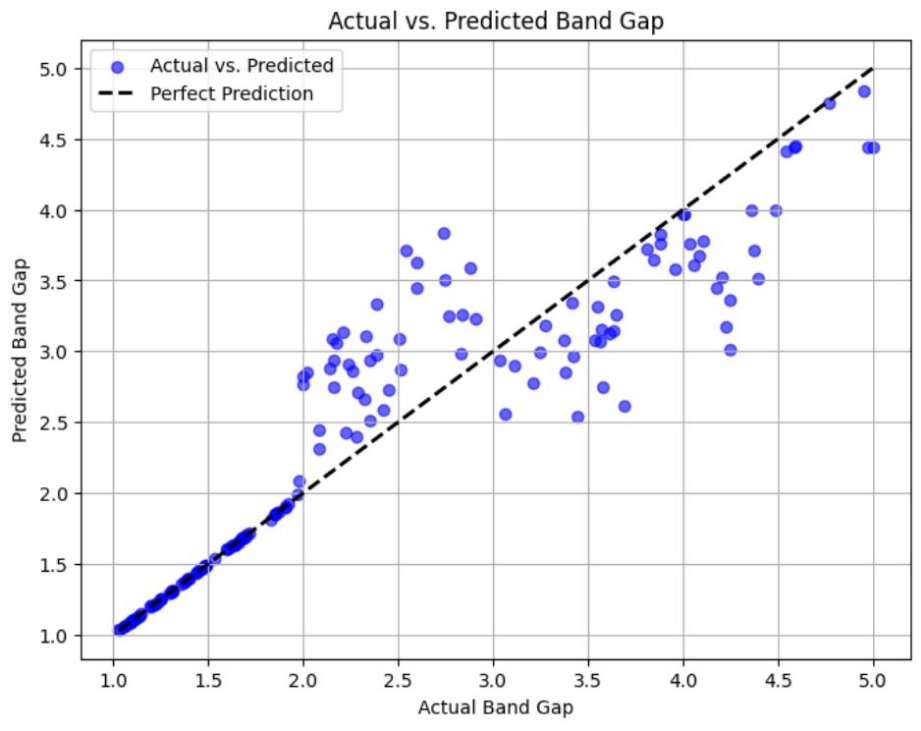 Actual vs. Predicted Band Gap
Actual vs. Predicted
Perfect Prediction
5.0
4.5
4.0
3.5
3.0
2.5
2.0
1.5
1.0
Predicted Band Gap
1.0 1.5 2.0 2.5 3.0 3.5 4.0 4.5 5.0
Actual Band Gap